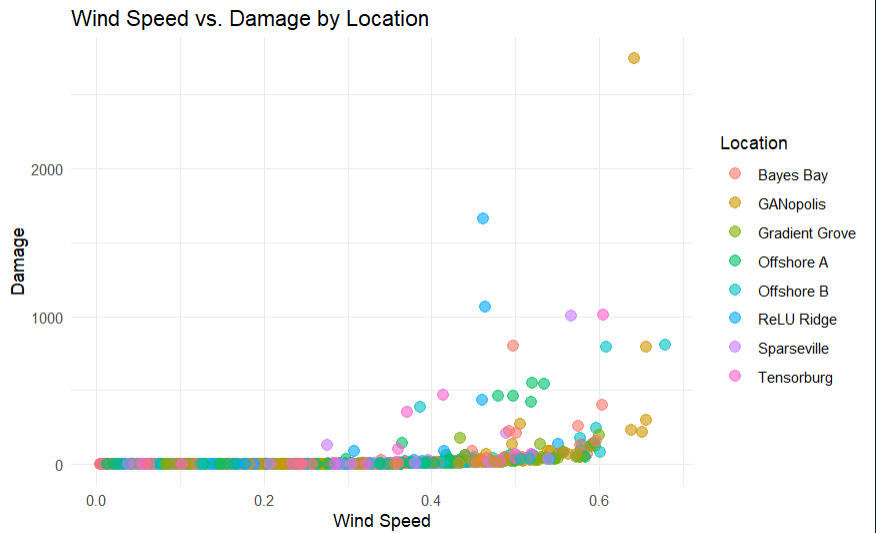 Wind Speed vs. Damage by Location
Damage
2000
1000
0
0.0
0.2
0.4
0.6
Wind Speed
Location
Bayes Bay
GANopolis
Gradient Grove
Offshore A
Offshore B
ReLU Ridge
Sparseville
Tensorburg